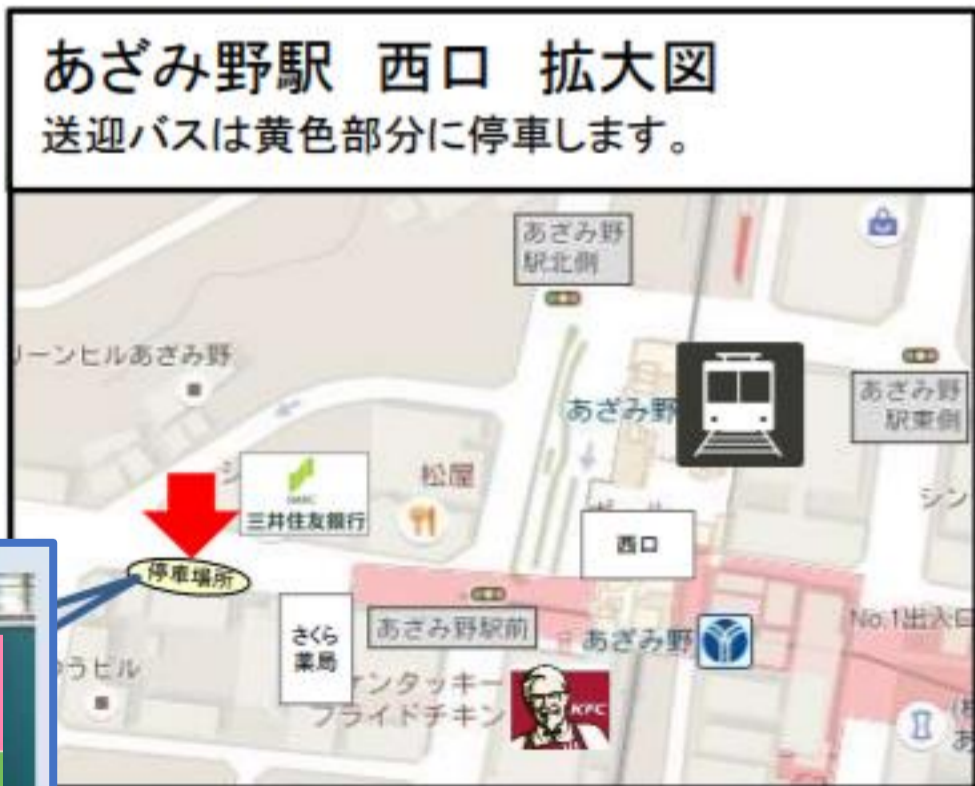 あざみ野駅 西口 拡大図
送迎バスは黄色部分に停車します。
あざみ野
駅北側
リーンヒルあざみ野
あざみ野
あざみ野
駅東側
松屋
三井住友銀行
シン
西口
停車場所
さくら
薬局
あざみ野駅前
あざみ野
No.1出入口
ゆうビル
ケンタッキー
フライドチキン
KFC